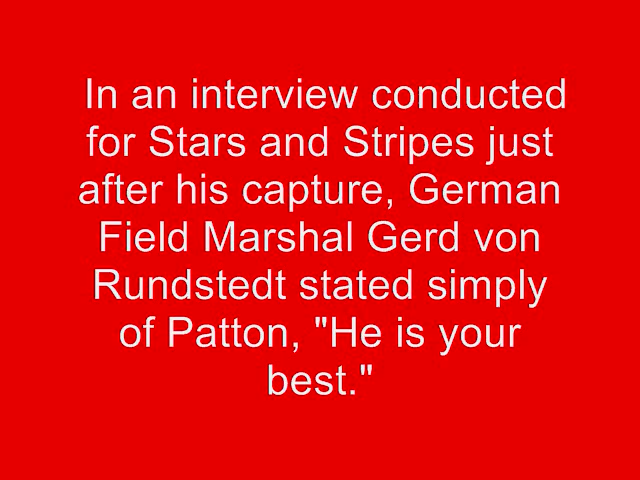 In an interview conducted
for Stars and Stripes just
after his capture, German
Field Marshal Gerd von
Rundstedt stated simply
of Patton, "He is your
best."